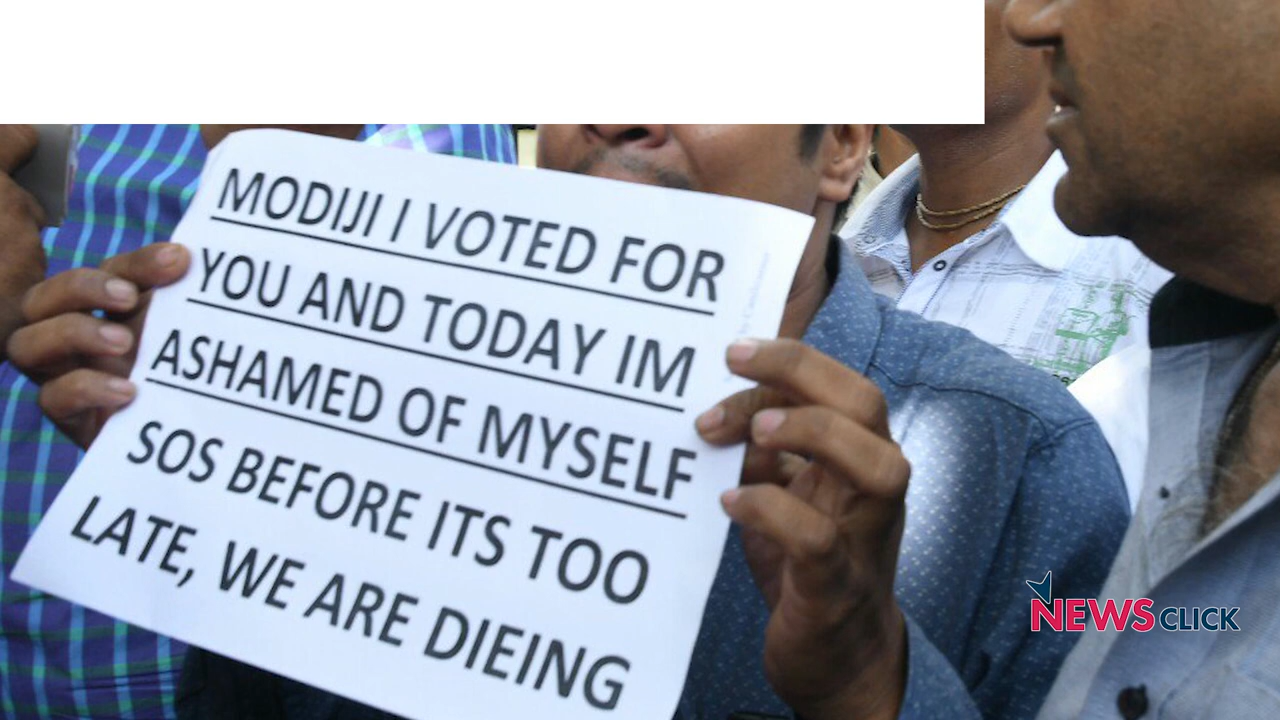 MODIJI I VOTED FOR
YOU AND TODAY IM
ASHAMED OF MYSELF
SOS BEFORE ITS TOO
LATE, WE ARE DIEING
NEWSCLICK